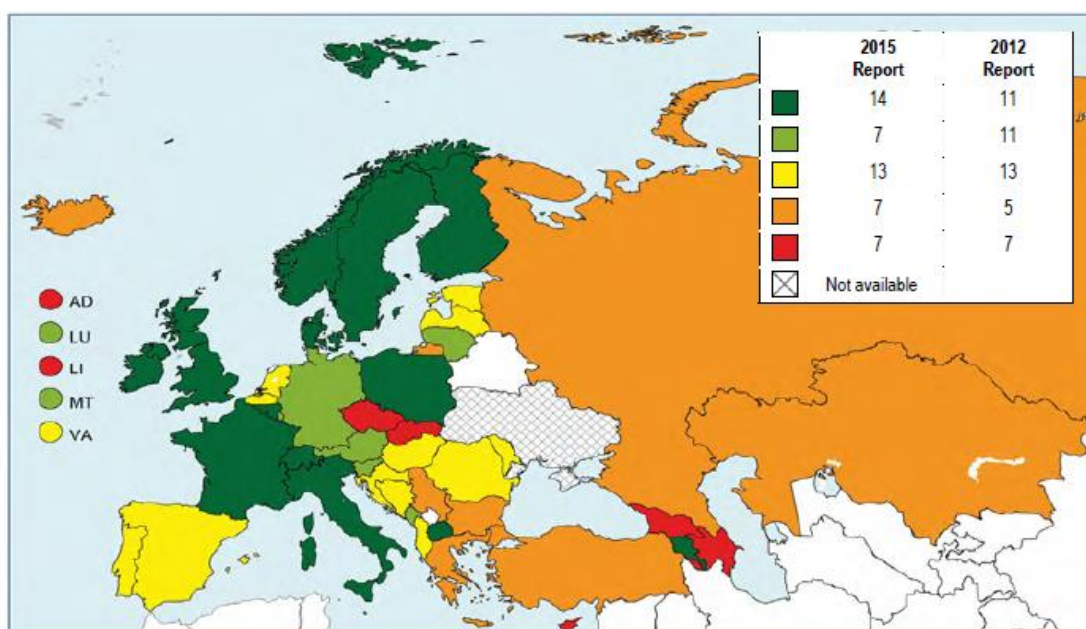 2015 2012
Report Report
14 11
7 11
13 13
7 5
7 7
Not available
AD
LU
LI
MT
VA